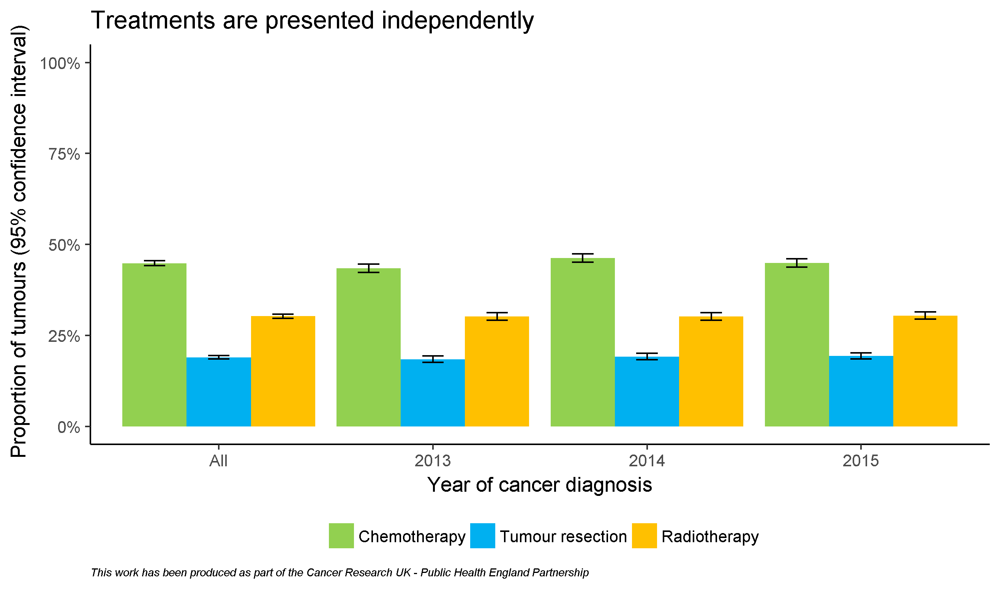 Treatments are presented independently
Proportion of tumours (95% confidence interval)
100%
75%
50%
25%
0%
All
2013
2014
2015
Year of cancer diagnosis
Chemotherapy
Tumour resection
Radiotherapy
This work has been produced as part of the Cancer Research UK - Public Health England Partnership